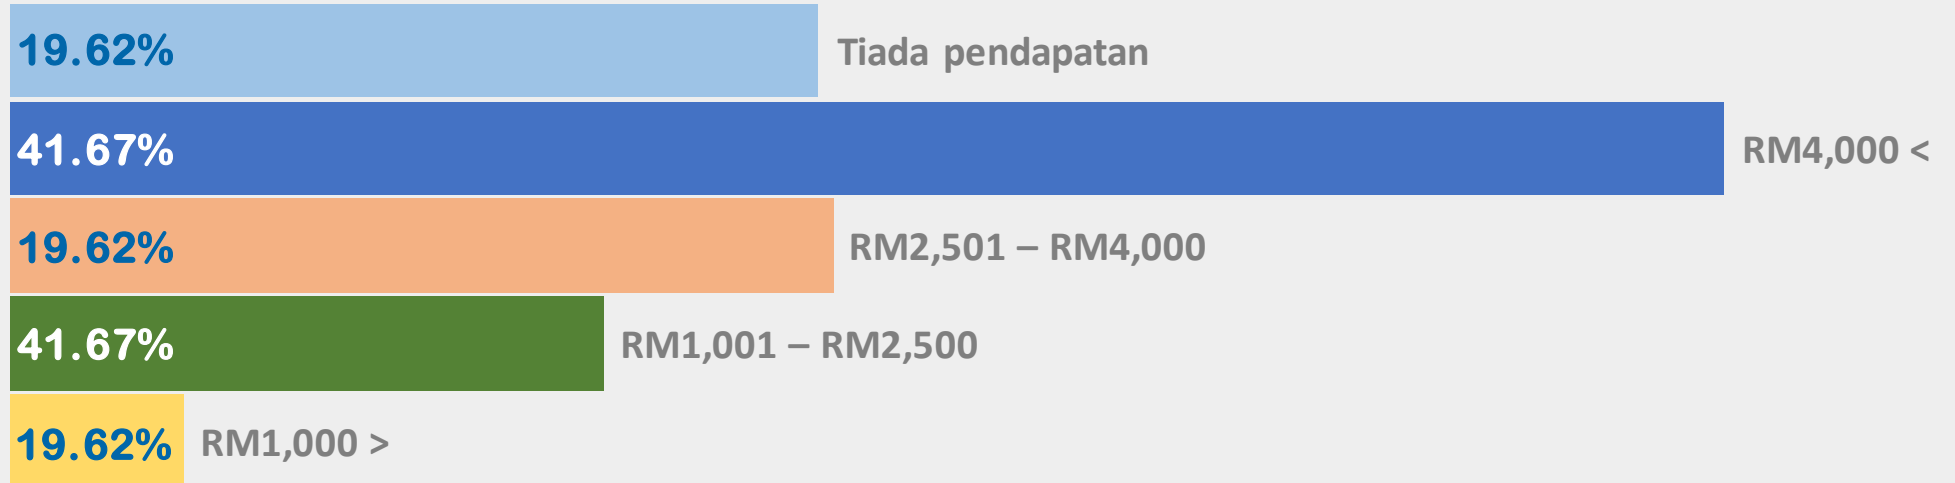 19.62% Tiada pendapatan
41.67% RM4,000 <
19.62% RM2,501 – RM4,000
41.67% RM1,001 – RM2,500
19.62% RM1,000 >